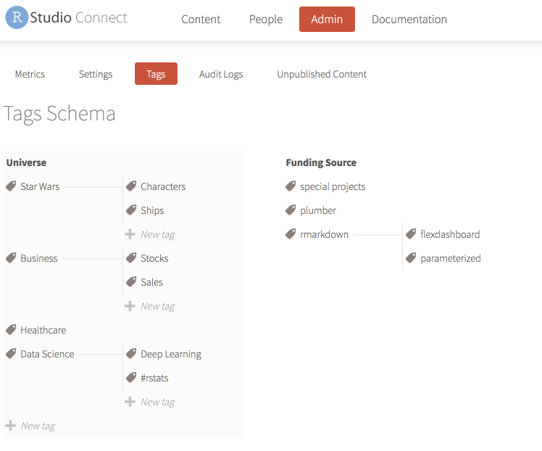 R Studio Connect
Content People Admin Documentation
Metrics Settings Tags Audit Logs Unpublished Content
Tags Schema
Universe
Star Wars Characters
Ships
New tag
Business Stocks
Sales
New tag
Healthcare
Data Science Deep Learning
#rstats
New tag
New tag
Funding Source
special projects
plumber
rmarkdown flexdashboard
parameterized